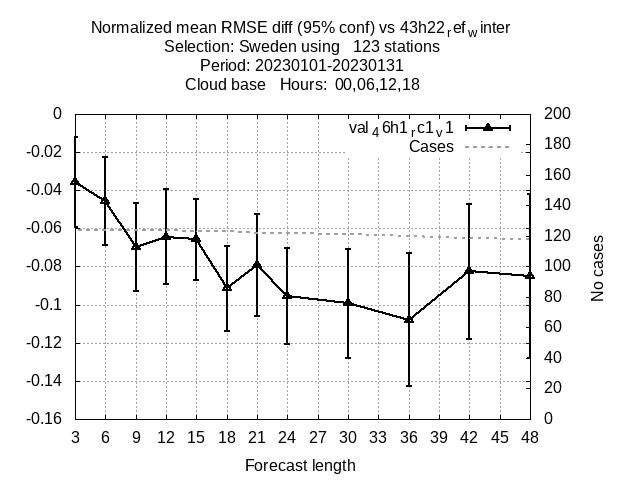 Normalized mean RMSE diff (95% conf) vs 43h22refwinter
Selection: Sweden using 123 stations
Period: 20230101-20230131
Cloud base Hours: 00,06,12,18
0 200
val46h1rc1v1
180
Cases
-0.02 160
-0.04 140
-0.06 120
-0.08 100
-0.1 80
-0.12 60
40
-0.14 20
-0.16 0
No cases
3 6 9 12 15 18 21 24 27 30 33 36 39 42 45 48
Forecast length